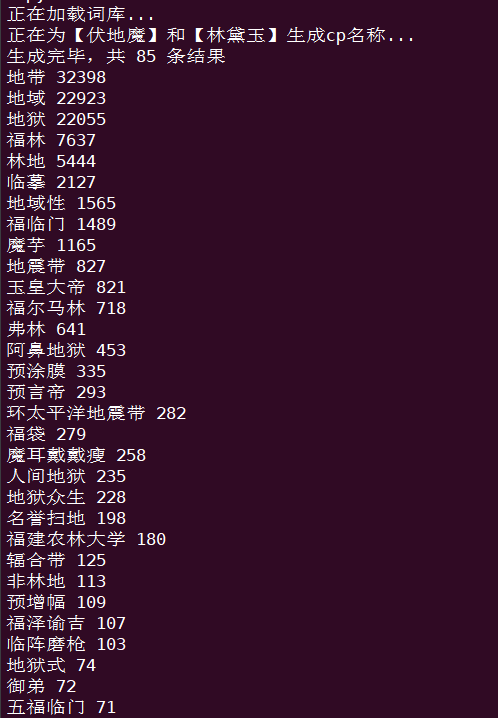 正在加载词库...
正在为【伏地魔】和【林黛玉】生成cp名称...
生成完毕，共 85 条结果
地带 32398
地域 22923
地狱 22055
福林 7637
林地 5444
临摹 2127
地域性 1565
福临门 1489
魔芋 1165
地震带 827
玉皇大帝 821
福尔马林 718
弗林 641
阿鼻地狱 453
预涂膜 335
预言帝 293
环太平洋地震带 282
福袋 279
魔耳戴戴瘦 258
人间地狱 235
地狱众生 228
名誉扫地 198
福建农林大学 180
辐合带 125
非林地 113
预增幅 109
福泽谕吉 107
临阵磨枪 103
地狱式 74
御弟 72
五福临门 71